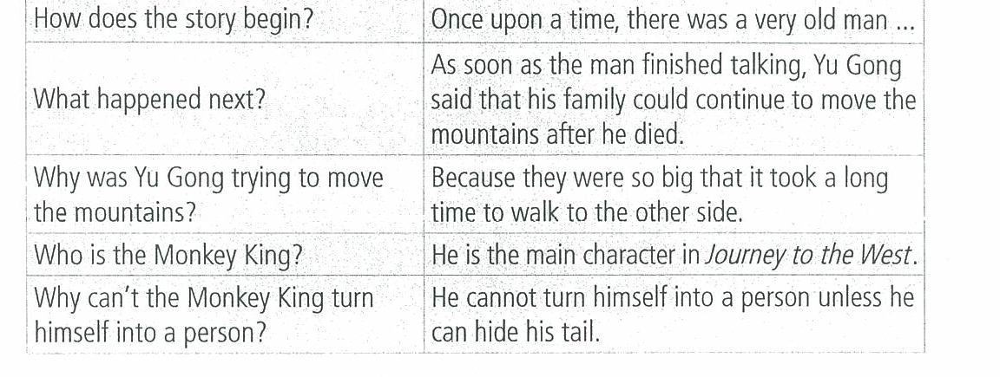 How does the story begin?
Once upon a time, there was a very old man ...
What happened next?
As soon as the man finished talking, Yu Gong
said that his family could continue to move the
mountains after he died.
Why was Yu Gong trying to move
the mountains?
Because they were so big that it took a long
time to walk to the other side.
Who is the Monkey King?
He is the main character in Journey to the West.
Why can't the Monkey King turn
himself into a person?
He cannot turn himself into a person unless he
can hide his tail.